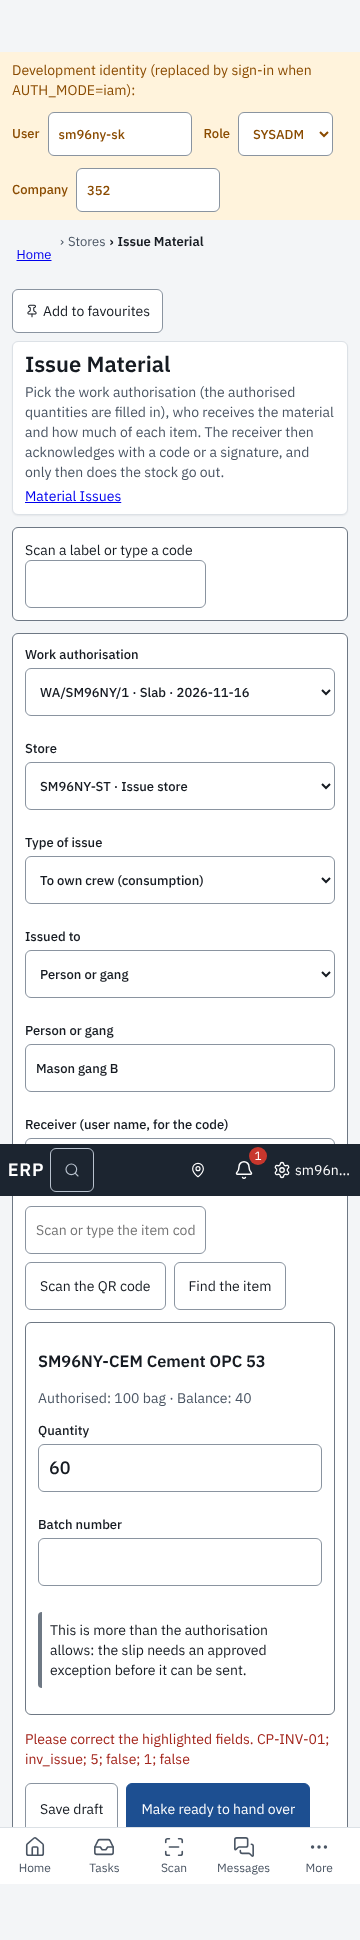 Development identity (replaced by sign-in when
AUTH_MODE=iam):
User sm96ny-sk Role SYSADM
Company 352
Home › Stores › Issue Material
Add to favourites
Issue Material
Pick the work authorisation (the authorised
quantities are filled in), who receives the material
and how much of each item. The receiver then
acknowledges with a code or a signature, and
only then does the stock go out.
Material Issues
Scan a label or type a code
Work authorisation
WA/SM96NY/1 · Slab · 2026-11-16
Store
SM96NY-ST · Issue store
Type of issue
To own crew (consumption)
Issued to
Person or gang
Person or gang
Mason gang B
Receiver (user name, for the code)
ERP 1 sm96n...
Scan or type the item cod
Scan the QR code Find the item
SM96NY-CEM Cement OPC 53
Authorised: 100 bag · Balance: 40
Quantity
60
Batch number
This is more than the authorisation
allows: the slip needs an approved
exception before it can be sent.
Please correct the highlighted fields. CP-INV-01;
inv_issue; 5; false; 1; false
Save draft Make ready to hand over
Home Tasks Scan Messages More